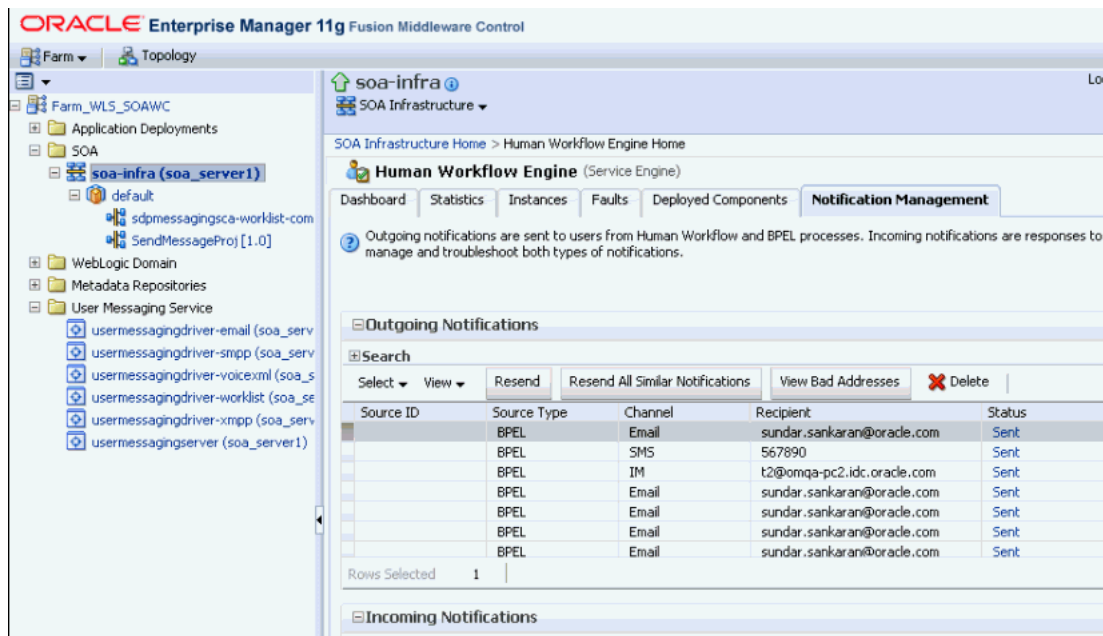 ORACLE Enterprise Manager 11g Fusion Middleware Control
Farm Topology
Farm_WLS_SOAWC
Application Deployments
SOA
soa-infra (soa_server1)
default
sdpmessagingsca-worklist-com
SendMessageProj [1.0]
WebLogic Domain
Metadata Repositories
User Messaging Service
usermessagingdriver-email (soa_serv
usermessagingdriver-smpp (soa_serv
usermessagingdriver-voicexml (soa_s
usermessagingdriver-worklist (soa_se
usermessagingdriver-xmpp (soa_serv
usermessagingserver (soa_server1)
soa-infra
Lo
SOA Infrastructure
SOA Infrastructure Home > Human Workflow Engine Home
Human Workflow Engine (Service Engine)
Dashboard Statistics Instances Faults Deployed Components Notification Management
Outgoing notifications are sent to users from Human Workflow and BPEL processes. Incoming notifications are responses to
manage and troubleshoot both types of notifications.
Outgoing Notifications
Search
Select View Resend Resend All Similar Notifications View Bad Addresses Delete
Source ID Source Type Channel Recipient Status
BPEL Email sundar.sankaran@oracle.com Sent
BPEL SMS 567890 Sent
BPEL IM t2@omqa-pc2.idc.oracle.com Sent
BPEL Email sundar.sankaran@oracle.com Sent
BPEL Email sundar.sankaran@oracle.com Sent
BPEL Email sundar.sankaran@oracle.com Sent
BPEL Email sundar.sankaran@oracle.com Sent
Rows Selected 1
Incoming Notifications